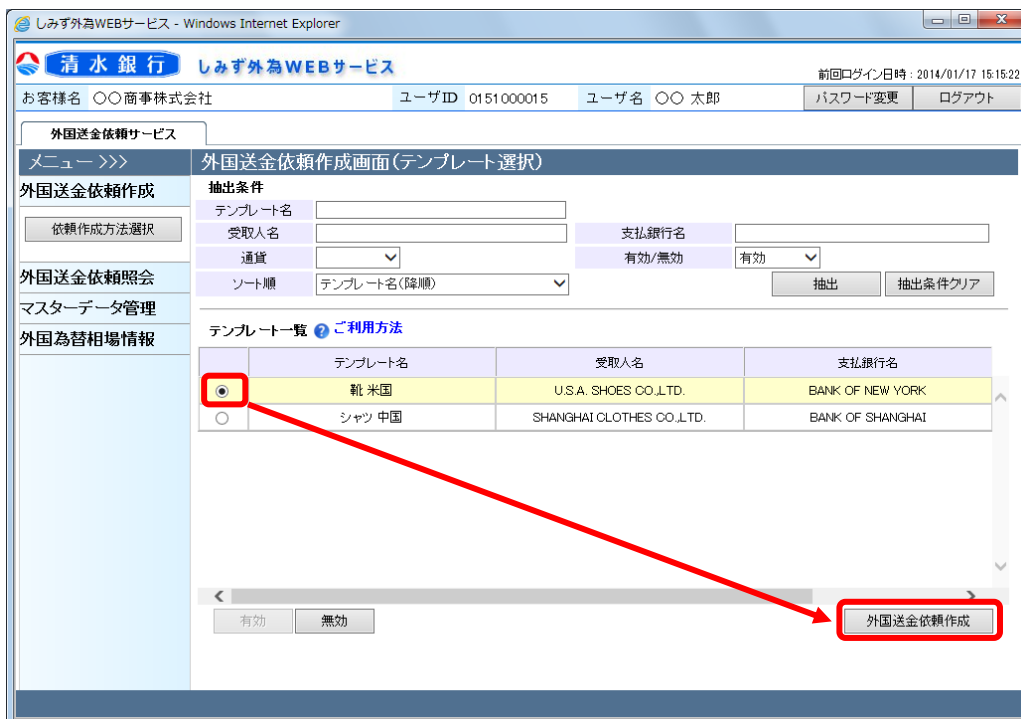 しみず外為WEBサービス - Windows Internet Explorer
清水銀行 しみず外為WEBサービス
前回ログイン日時 : 2014/01/17 15:15:22
お客様名 〇〇商事株式会社 ユーザID 0151000015 ユーザ名 〇〇 太郎 パスワード変更 ログアウト
外国送金依頼サービス
メニュー >>> 外国送金依頼作成画面(テンプレート選択)
外国送金依頼作成
依頼作成方法選択
外国送金依頼照会
マスターデータ管理
外国為替相場情報
抽出条件
テンプレート名
受取人名 支払銀行名
通貨 有効/無効 有効
ソート順 テンプレート名(降順) 抽出 抽出条件クリア
テンプレート一覧 ? ご利用方法
テンプレート名 受取人名 支払銀行名
靴 米国 U.S.A. SHOES CO.,LTD. BANK OF NEW YORK
シャツ 中国 SHANGHAI CLOTHES CO.,LTD. BANK OF SHANGHAI
有効 無効 外国送金依頼作成